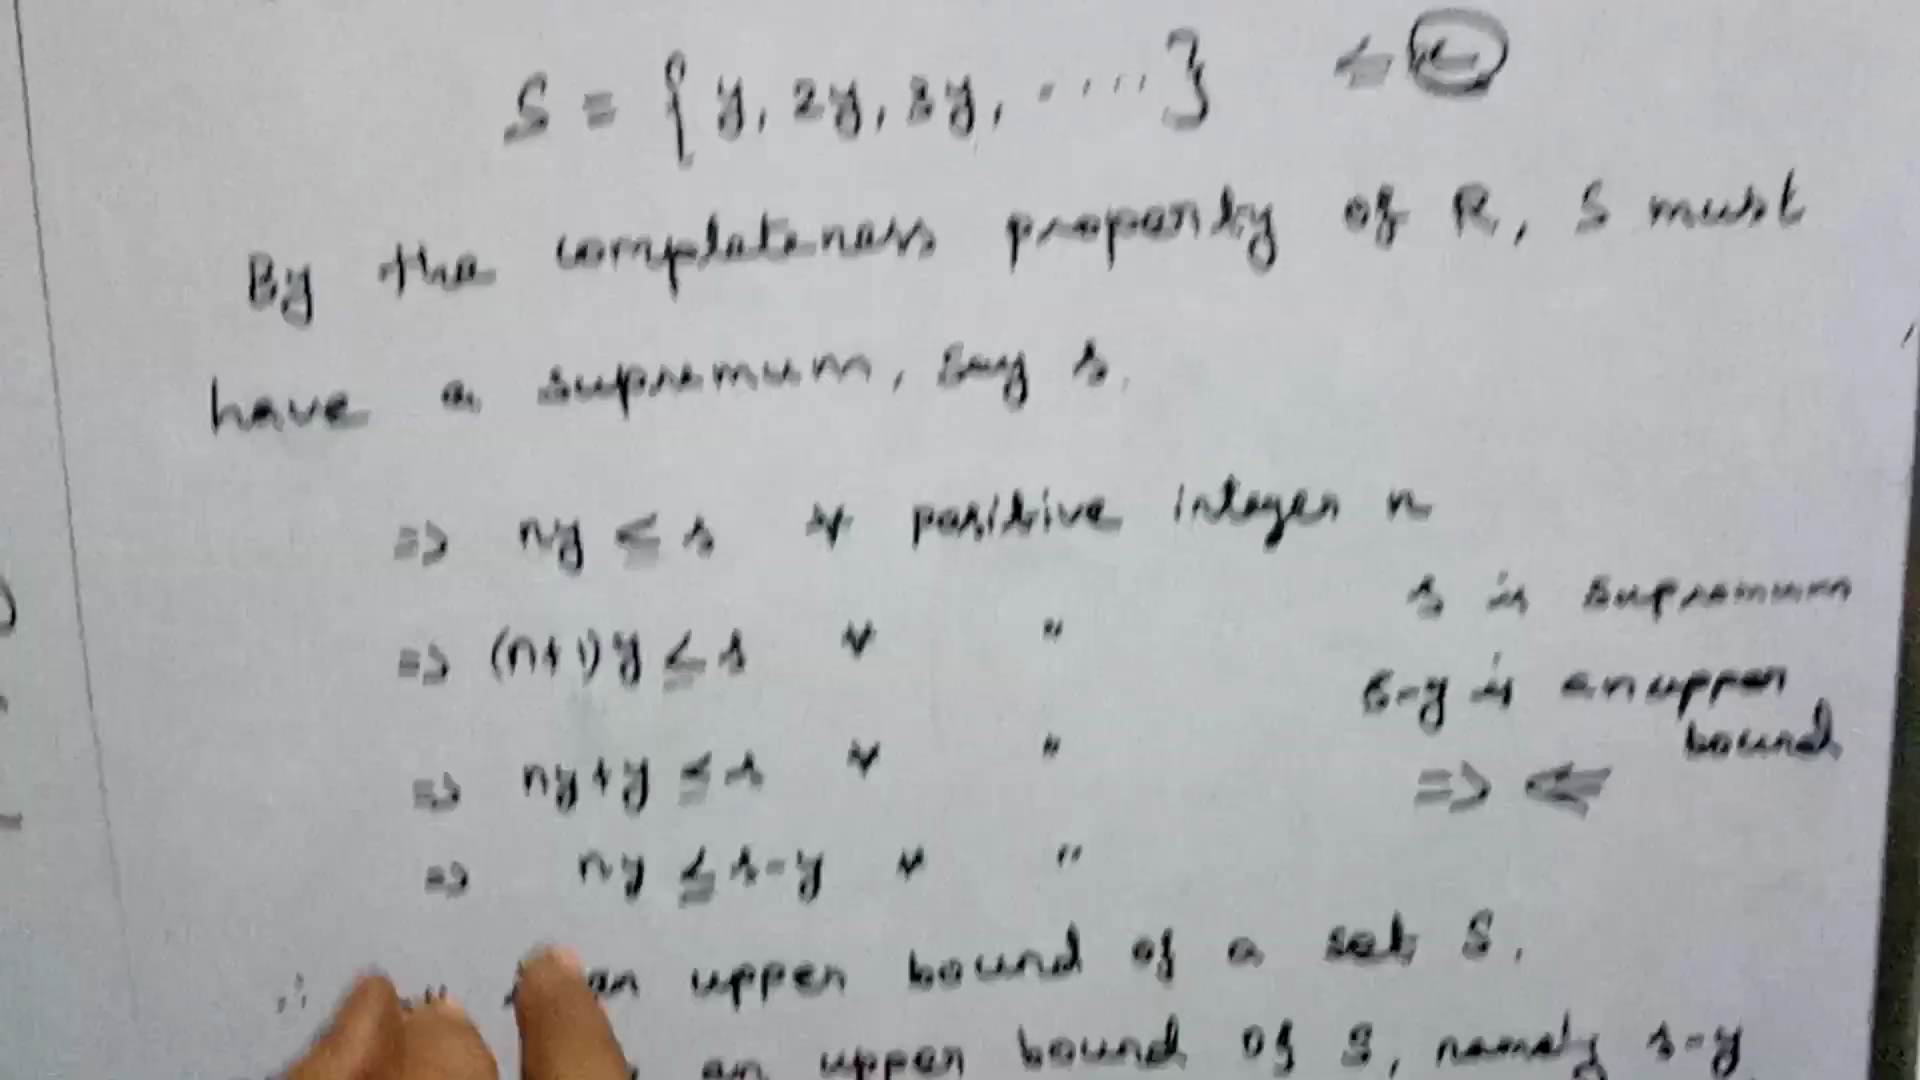 S = { y, 2y, 3y, ..... }
By the completeness property of R, S must
have a supremum, say s.
=> ny ≤ s ∀ positive integer n
=> (n+1)y ≤ s ∀ "
s is supremum
s-y is an upper
bound
=> ny+y ≤ s ∀ "
=> <=
=> ny ≤ s-y ∀ "
∴ an upper bound of a set S.
an upper bound of S, namely s-y